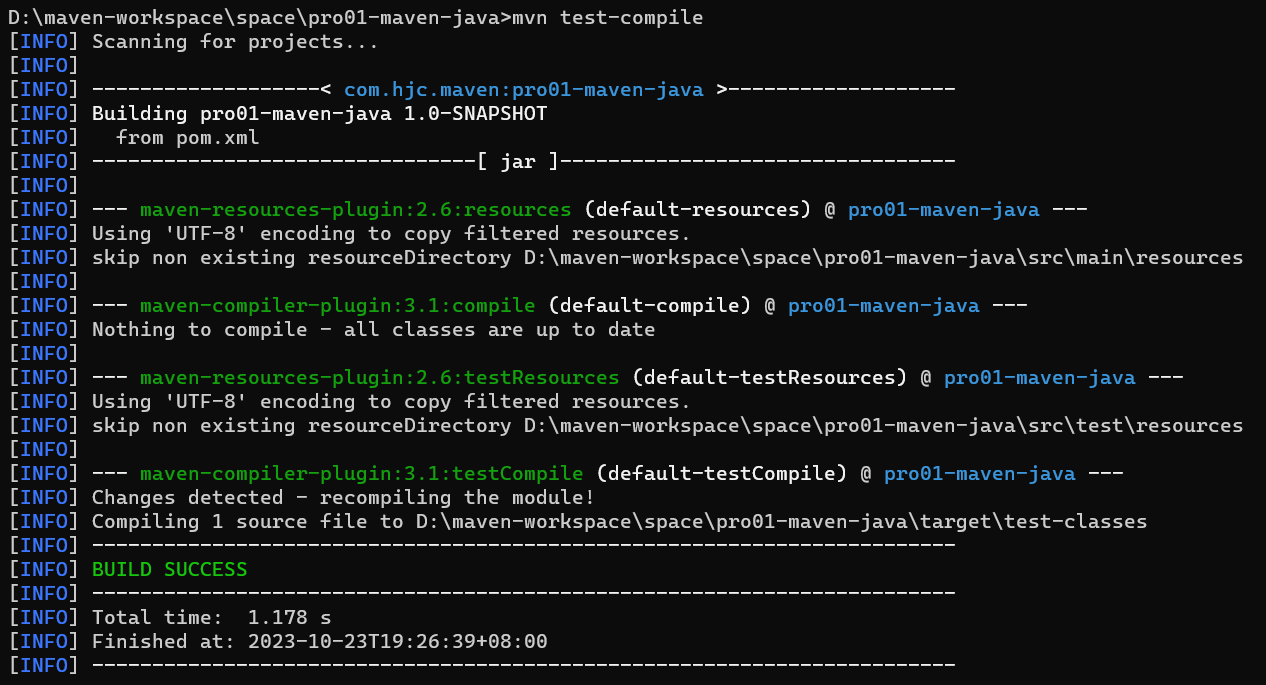 D:\maven-workspace\space\pro01-maven-java>mvn test-compile
[INFO] Scanning for projects...
[INFO]
[INFO] -------------------< com.hjc.maven:pro01-maven-java >-------------------
[INFO] Building pro01-maven-java 1.0-SNAPSHOT
[INFO]   from pom.xml
[INFO] --------------------------------[ jar ]---------------------------------
[INFO]
[INFO] --- maven-resources-plugin:2.6:resources (default-resources) @ pro01-maven-java ---
[INFO] Using 'UTF-8' encoding to copy filtered resources.
[INFO] skip non existing resourceDirectory D:\maven-workspace\space\pro01-maven-java\src\main\resources
[INFO]
[INFO] --- maven-compiler-plugin:3.1:compile (default-compile) @ pro01-maven-java ---
[INFO] Nothing to compile - all classes are up to date
[INFO]
[INFO] --- maven-resources-plugin:2.6:testResources (default-testResources) @ pro01-maven-java ---
[INFO] Using 'UTF-8' encoding to copy filtered resources.
[INFO] skip non existing resourceDirectory D:\maven-workspace\space\pro01-maven-java\src\test\resources
[INFO]
[INFO] --- maven-compiler-plugin:3.1:testCompile (default-testCompile) @ pro01-maven-java ---
[INFO] Changes detected - recompiling the module!
[INFO] Compiling 1 source file to D:\maven-workspace\space\pro01-maven-java\target\test-classes
[INFO] ------------------------------------------------------------------------
[INFO] BUILD SUCCESS
[INFO] ------------------------------------------------------------------------
[INFO] Total time:  1.178 s
[INFO] Finished at: 2023-10-23T19:26:39+08:00
[INFO] ------------------------------------------------------------------------